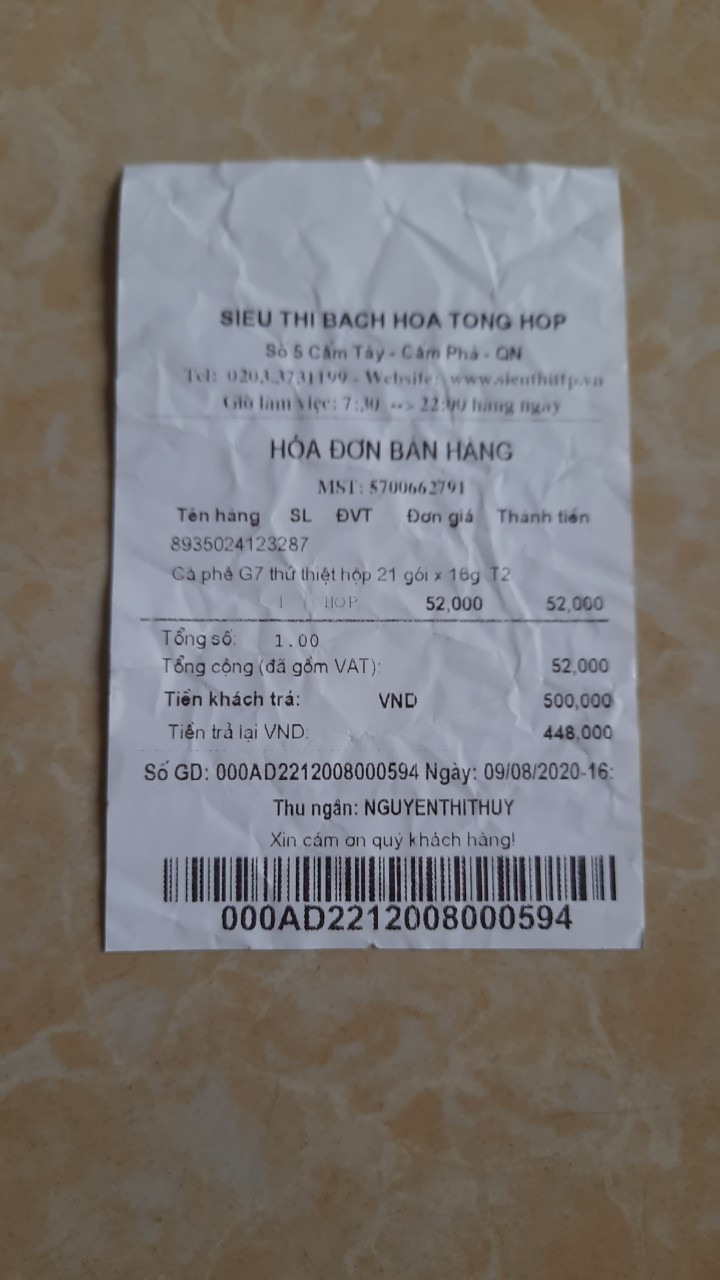 SIEU THI BACH HOA TONG HOP
Số 5 Cẩm Tây - Cẩm Phả - QN
Tel: 0203.3731199 - Website: www.sieuthittp.vn
Giờ làm việc: 7:30 --> 22:00 hàng ngày
HÓA ĐƠN BÁN HÀNG
MST: 5700662791
Tên hàng SL ĐVT Đơn giá Thành tiền
8935024123287
Cà phê G7 thứ thiệt hộp 21 gói x 16g T2
1 HOP 52,000 52,000
Tổng số: 1.00
Tổng cộng (đã gồm VAT): 52,000
Tiền khách trả: VND 500,000
Tiền trả lại VND: 448,000
Số GD: 000AD2212008000594 Ngày: 09/08/2020-16:
Thu ngân: NGUYENTHITHUY
Xin cám ơn quý khách hàng!
000AD2212008000594